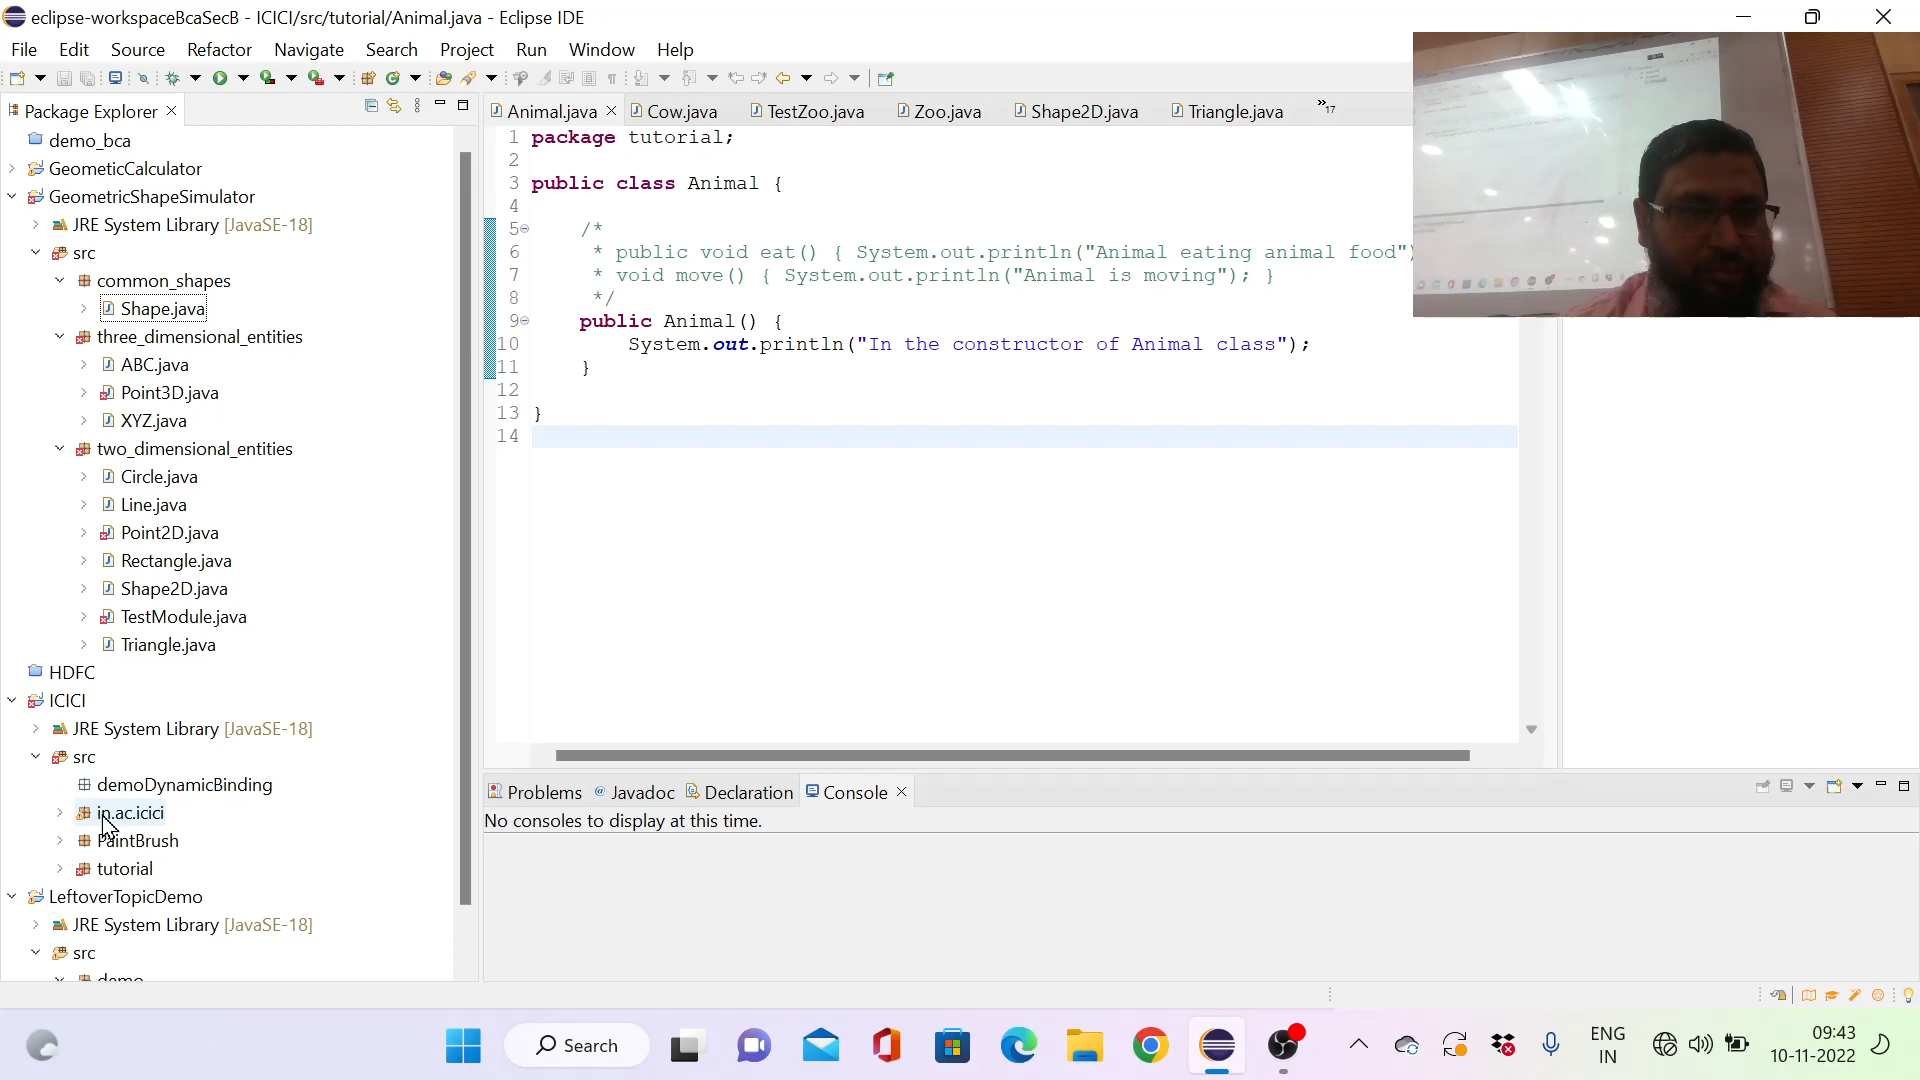 eclipse-workspaceBcaSecB - ICICI/src/tutorial/Animal.java - Eclipse IDE
File Edit Source Refactor Navigate Search Project Run Window Help
Package Explorer
demo_bca
GeometicCalculator
GeometricShapeSimulator
JRE System Library [JavaSE-18]
src
common_shapes
Shape.java
three_dimensional_entities
ABC.java
Point3D.java
XYZ.java
two_dimensional_entities
Circle.java
Line.java
Point2D.java
Rectangle.java
Shape2D.java
TestModule.java
Triangle.java
HDFC
ICICI
JRE System Library [JavaSE-18]
src
demoDynamicBinding
in.ac.icici
PaintBrush
tutorial
LeftoverTopicDemo
JRE System Library [JavaSE-18]
src
demo
Animal.java Cow.java TestZoo.java Zoo.java Shape2D.java Triangle.java »17
1 package tutorial;
2
3 public class Animal {
4
5 /*
6 * public void eat() { System.out.println("Animal eating animal food")
7 * void move() { System.out.println("Animal is moving"); }
8 */
9 public Animal() {
10 System.out.println("In the constructor of Animal class");
11 }
12
13 }
14
Problems Javadoc Declaration Console
No consoles to display at this time.
Search
ENG
IN
09:43
10-11-2022